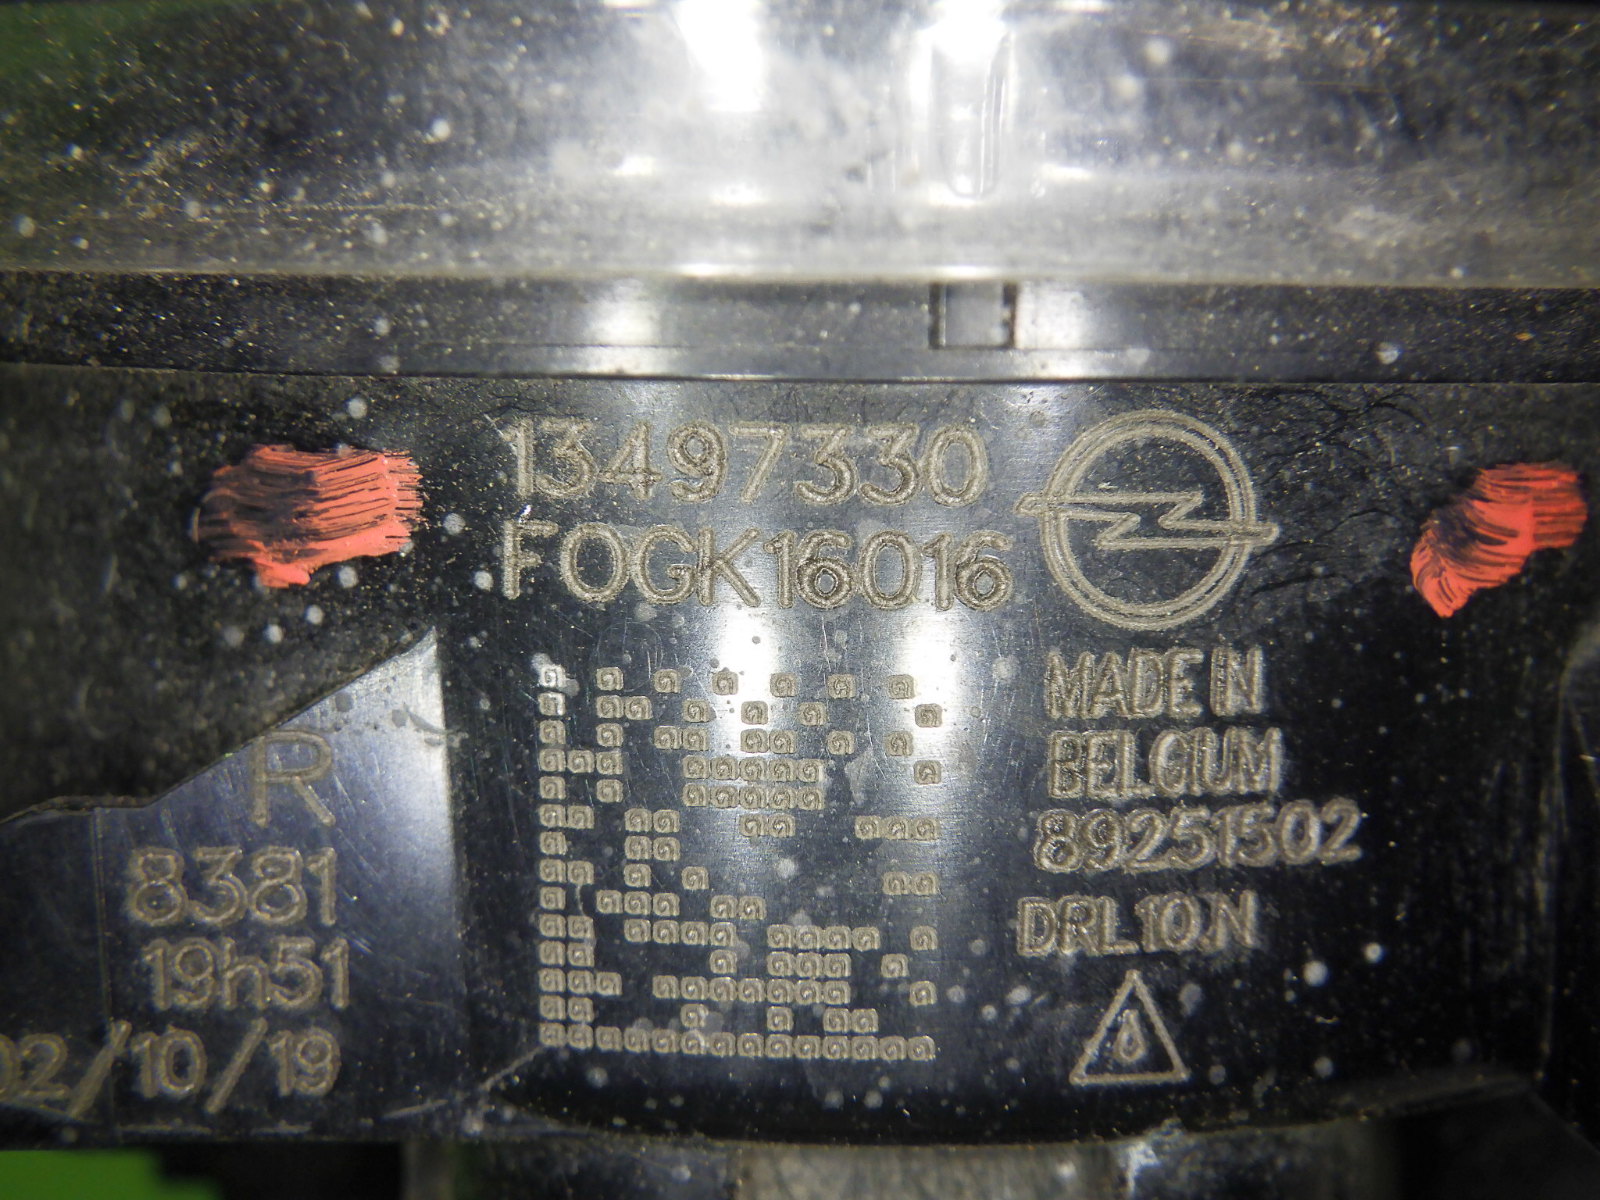 13497330
FOGK16016
MADE IN
BELGIUM
89251502
DRL10.N
R
8381
19h51
02/10/19